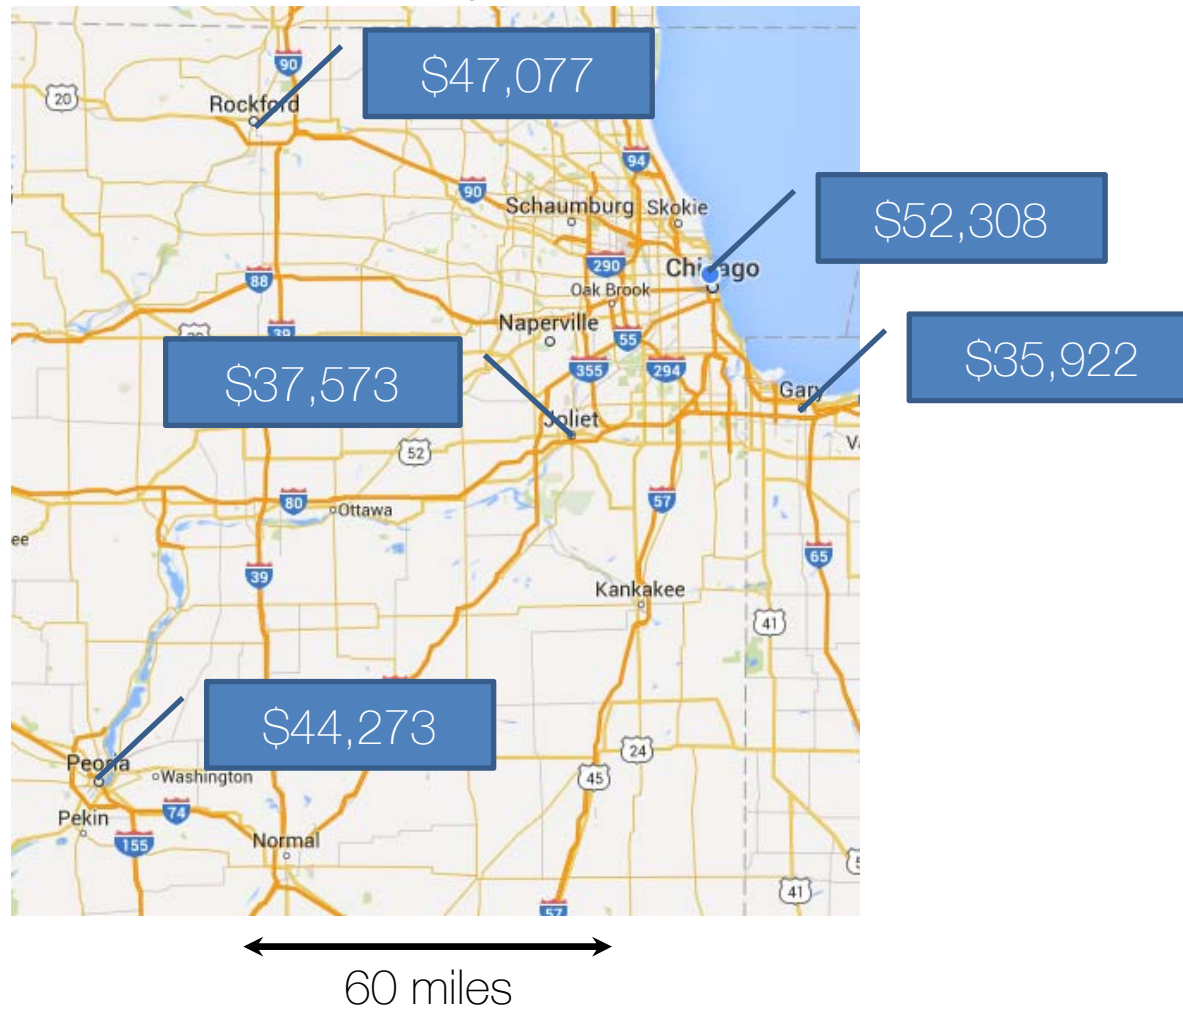 $47,077
90
20
Rockford
94
90
Schaumburg
Skokie
$52,308
290
Chicago
88
Oak Brook
Naperville
39
55
$35,922
$37,573
355
294
Gary
Joliet
52
80
57
Ottawa
65
39
Kankakee
41
$44,273
24
Peoria
Washington
45
74
Pekin
155
Normal
41
57
60 miles